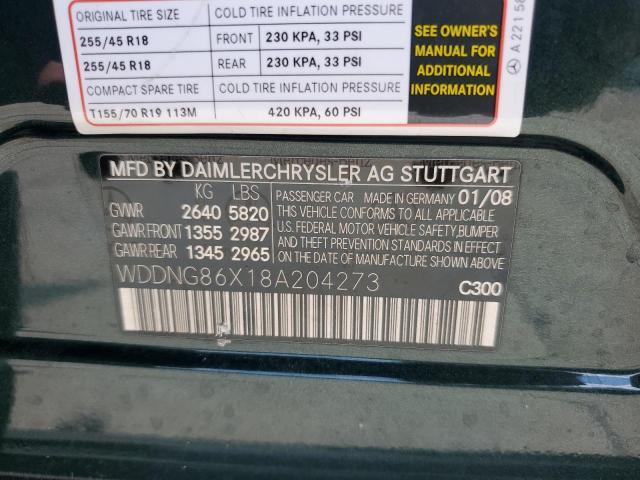 ORIGINAL TIRE SIZE COLD TIRE INFLATION PRESSURE
255/45 R18 FRONT 230 KPA, 33 PSI
255/45 R18 REAR 230 KPA, 33 PSI
COMPACT SPARE TIRE COLD TIRE INFLATION PRESSURE
T155/70 R19 113M 420 KPA, 60 PSI
SEE OWNER'S
MANUAL FOR
ADDITIONAL
INFORMATION
A 221 58
MFD BY DAIMLERCHRYSLER AG STUTTGART
KG LBS
GVWR 2640 5820
GAWR FRONT 1355 2987
GAWR REAR 1345 2965
PASSENGER CAR MADE IN GERMANY 01/08
THIS VEHICLE CONFORMS TO ALL APPLICABLE
U.S. FEDERAL MOTOR VEHICLE SAFETY,BUMPER
AND THEFT PREVENTION STANDARDS IN EFFECT
ON THE DATE OF MANUFACTURE SHOWN ABOVE.
WDDNG86X18A204273 C300